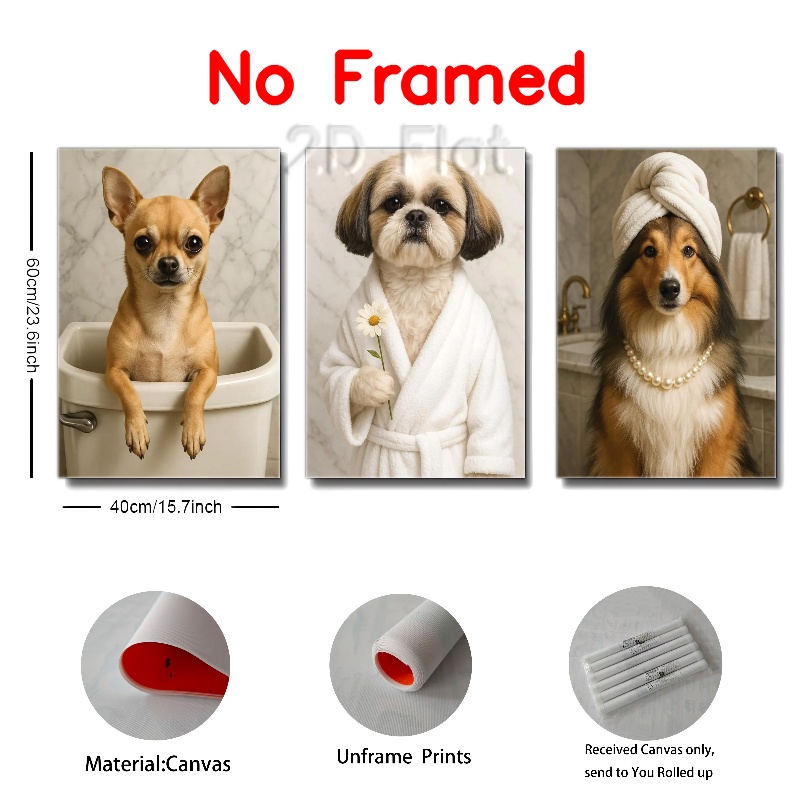 No Framed
2D Flat
60cm/23.6inch
40cm/15.7inch
Material:Canvas
Unframe Prints
Received Canvas only,
send to You Rolled up